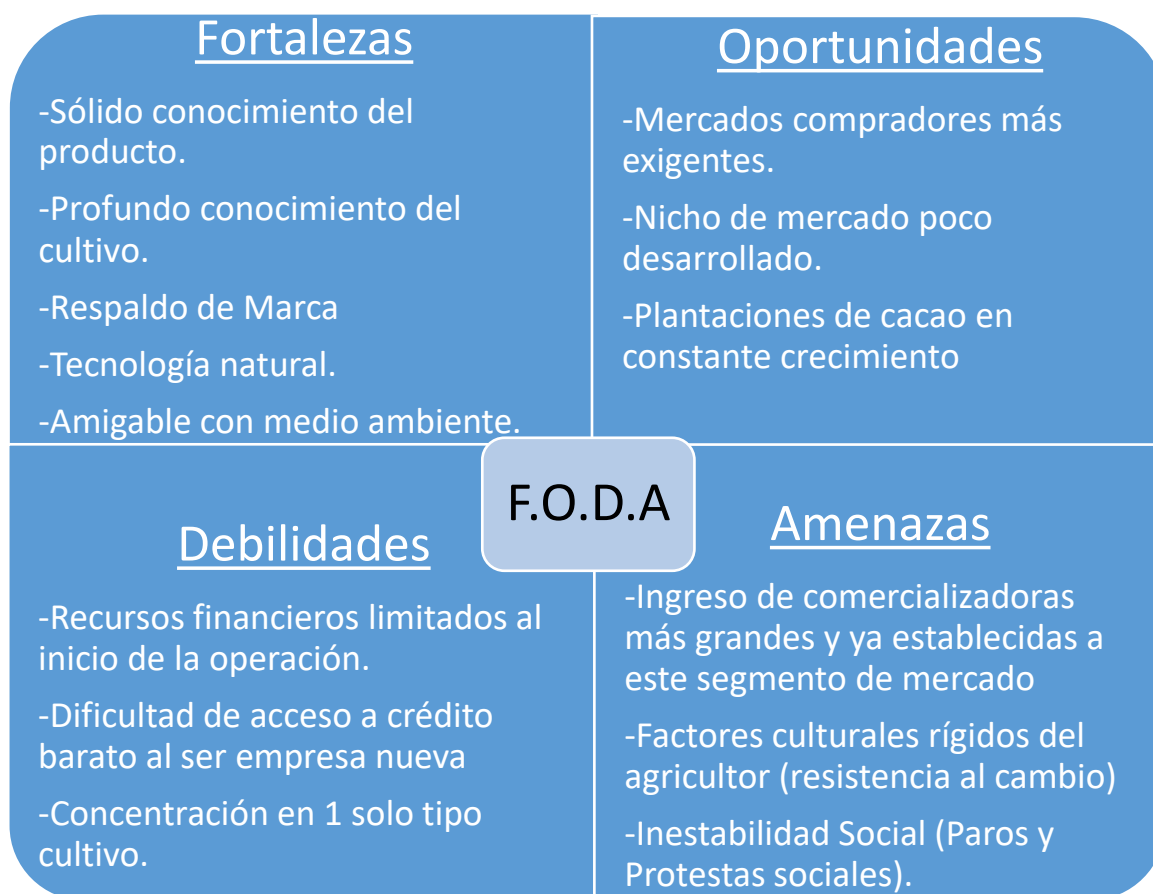 Fortalezas
-Sólido conocimiento del
producto.
-Profundo conocimiento del
cultivo.
-Respaldo de Marca
-Tecnología natural.
-Amigable con medio ambiente.
Oportunidades
-Mercados compradores más
exigentes.
-Nicho de mercado poco
desarrollado.
-Plantaciones de cacao en
constante crecimiento
F.O.D.A
Debilidades
-Recursos financieros limitados al
inicio de la operación.
-Dificultad de acceso a crédito
barato al ser empresa nueva
-Concentración en 1 solo tipo
cultivo.
Amenazas
-Ingreso de comercializadoras
más grandes y ya establecidas a
este segmento de mercado
-Factores culturales rígidos del
agricultor (resistencia al cambio)
-Inestabilidad Social (Paros y
Protestas sociales).